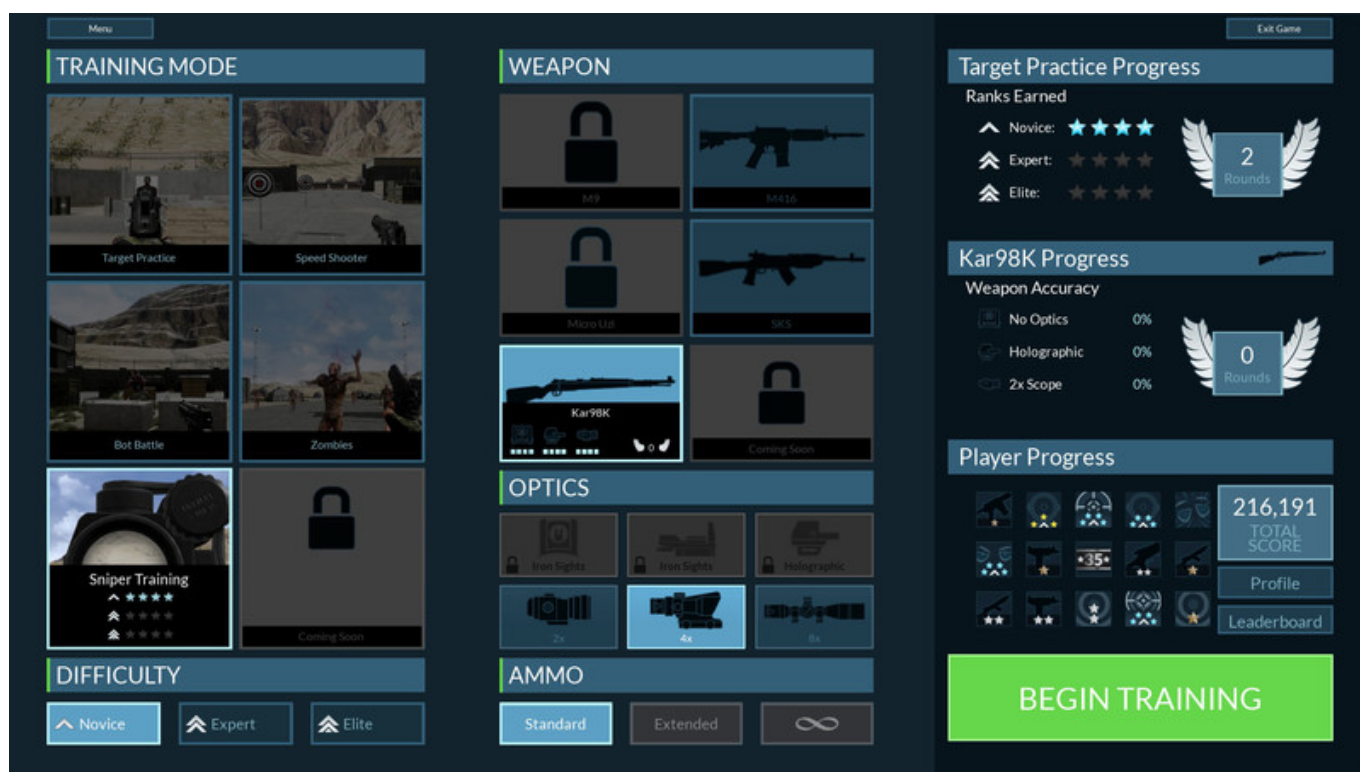 Menu
Exit Game
TRAINING MODE
Target Practice
Speed Shooter
Bot Battle
Zombies
Sniper Training
Coming Soon
DIFFICULTY
Novice
Expert
Elite
WEAPON
M9
M416
Micro Uzi
SKS
Kar98K
0
Coming Soon
OPTICS
Iron Sights
Iron Sights
Holographic
2x
4x
8x
AMMO
Standard
Extended
∞
Target Practice Progress
Ranks Earned
Novice:
Expert:
Elite:
2
Rounds
Kar98K Progress
Weapon Accuracy
No Optics 0%
Holographic 0%
2x Scope 0%
0
Rounds
Player Progress
*35*
216,191
TOTAL
SCORE
Profile
Leaderboard
BEGIN TRAINING